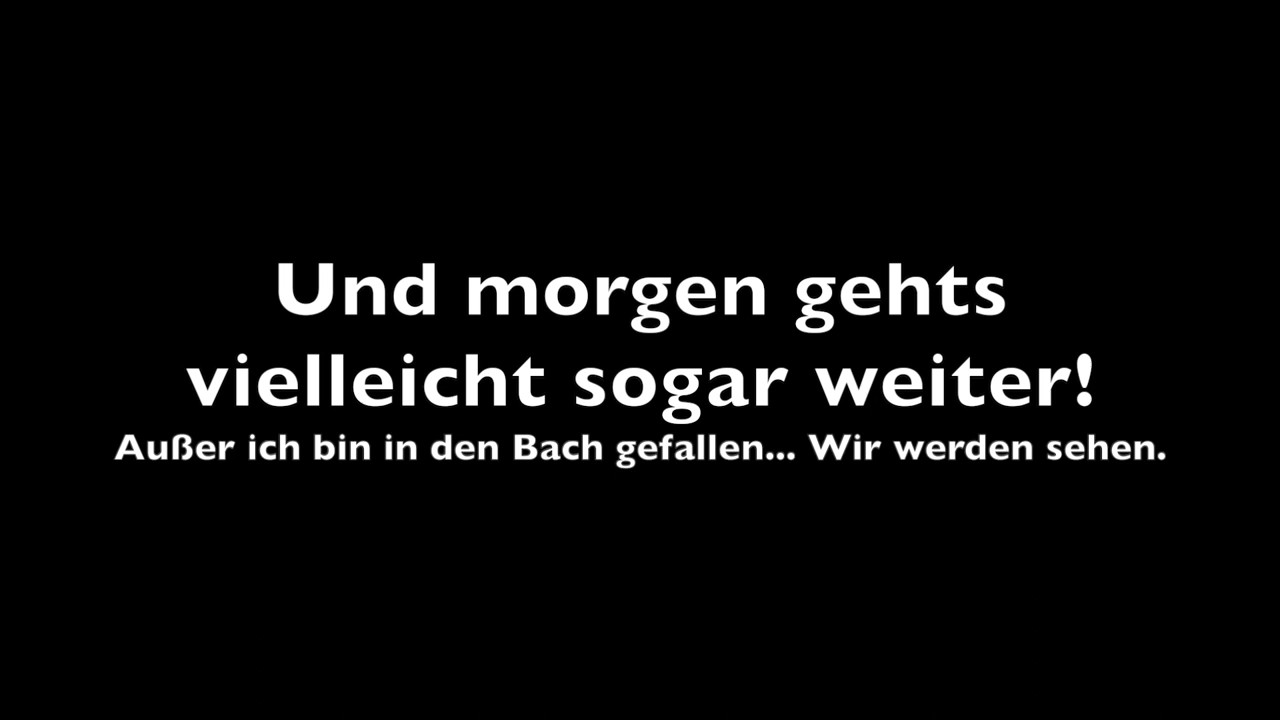 Und morgen gehts
vielleicht sogar weiter!
Außer ich bin in den Bach gefallen... Wir werden sehen.